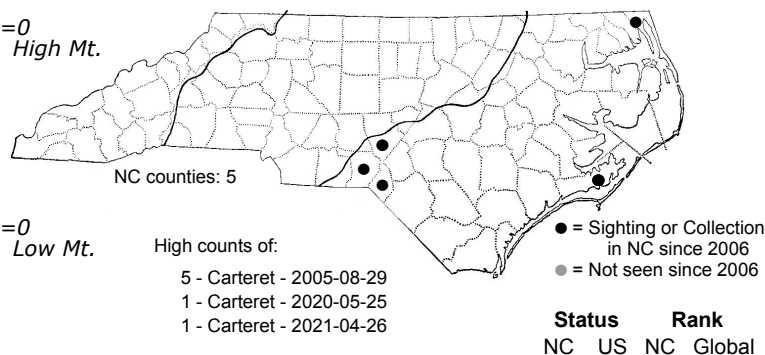 =0
High Mt.
NC counties: 5
=0
Low Mt.
High counts of:
5 - Carteret - 2005-08-29
1 - Carteret - 2020-05-25
1 - Carteret - 2021-04-26
● = Sighting or Collection
in NC since 2006
● = Not seen since 2006
Status Rank
NC US NC Global